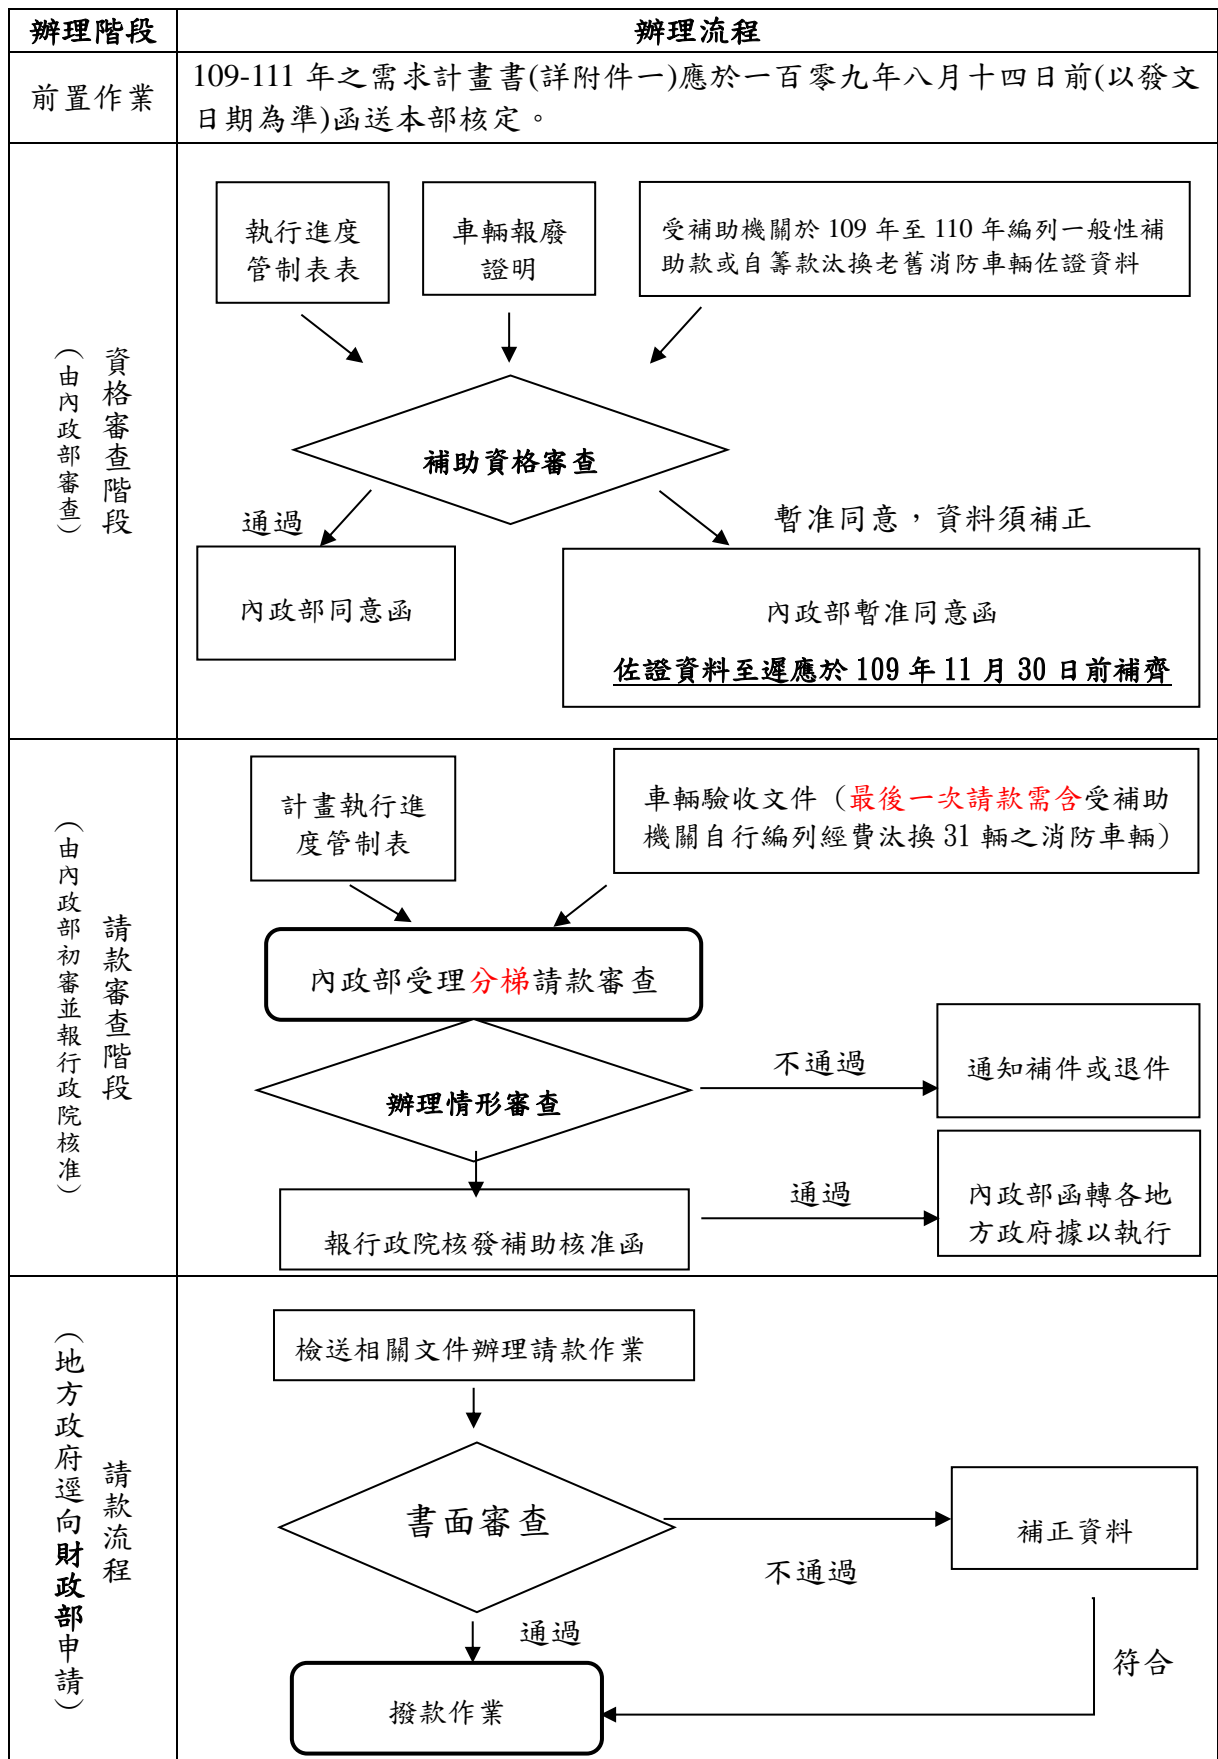 辦理階段
辦理流程
前置作業
109-111 年之需求計畫書(詳附件一)應於一百零九年八月十四日前(以發文
日期為準)函送本部核定。
資格審查階段
（由內政部審查）
執行進度
管制表表
車輛報廢
證明
受補助機關於 109 年至 110 年編列一般性補
助款或自籌款汰換老舊消防車輛佐證資料
補助資格審查
通過
暫准同意，資料須補正
內政部同意函
內政部暫准同意函
佐證資料至遲應於 109 年 11 月 30 日前補齊
請款審查階段
（由內政部初審並報行政院核准）
計畫執行進
度管制表
車輛驗收文件（最後一次請款需含受補助
機關自行編列經費汰換 31 輛之消防車輛）
內政部受理分梯請款審查
辦理情形審查
不通過
通知補件或退件
報行政院核發補助核准函
通過
內政部函轉各地
方政府據以執行
請款流程
（地方政府逕向財政部申請）
檢送相關文件辦理請款作業
書面審查
不通過
補正資料
通過
符合
撥款作業